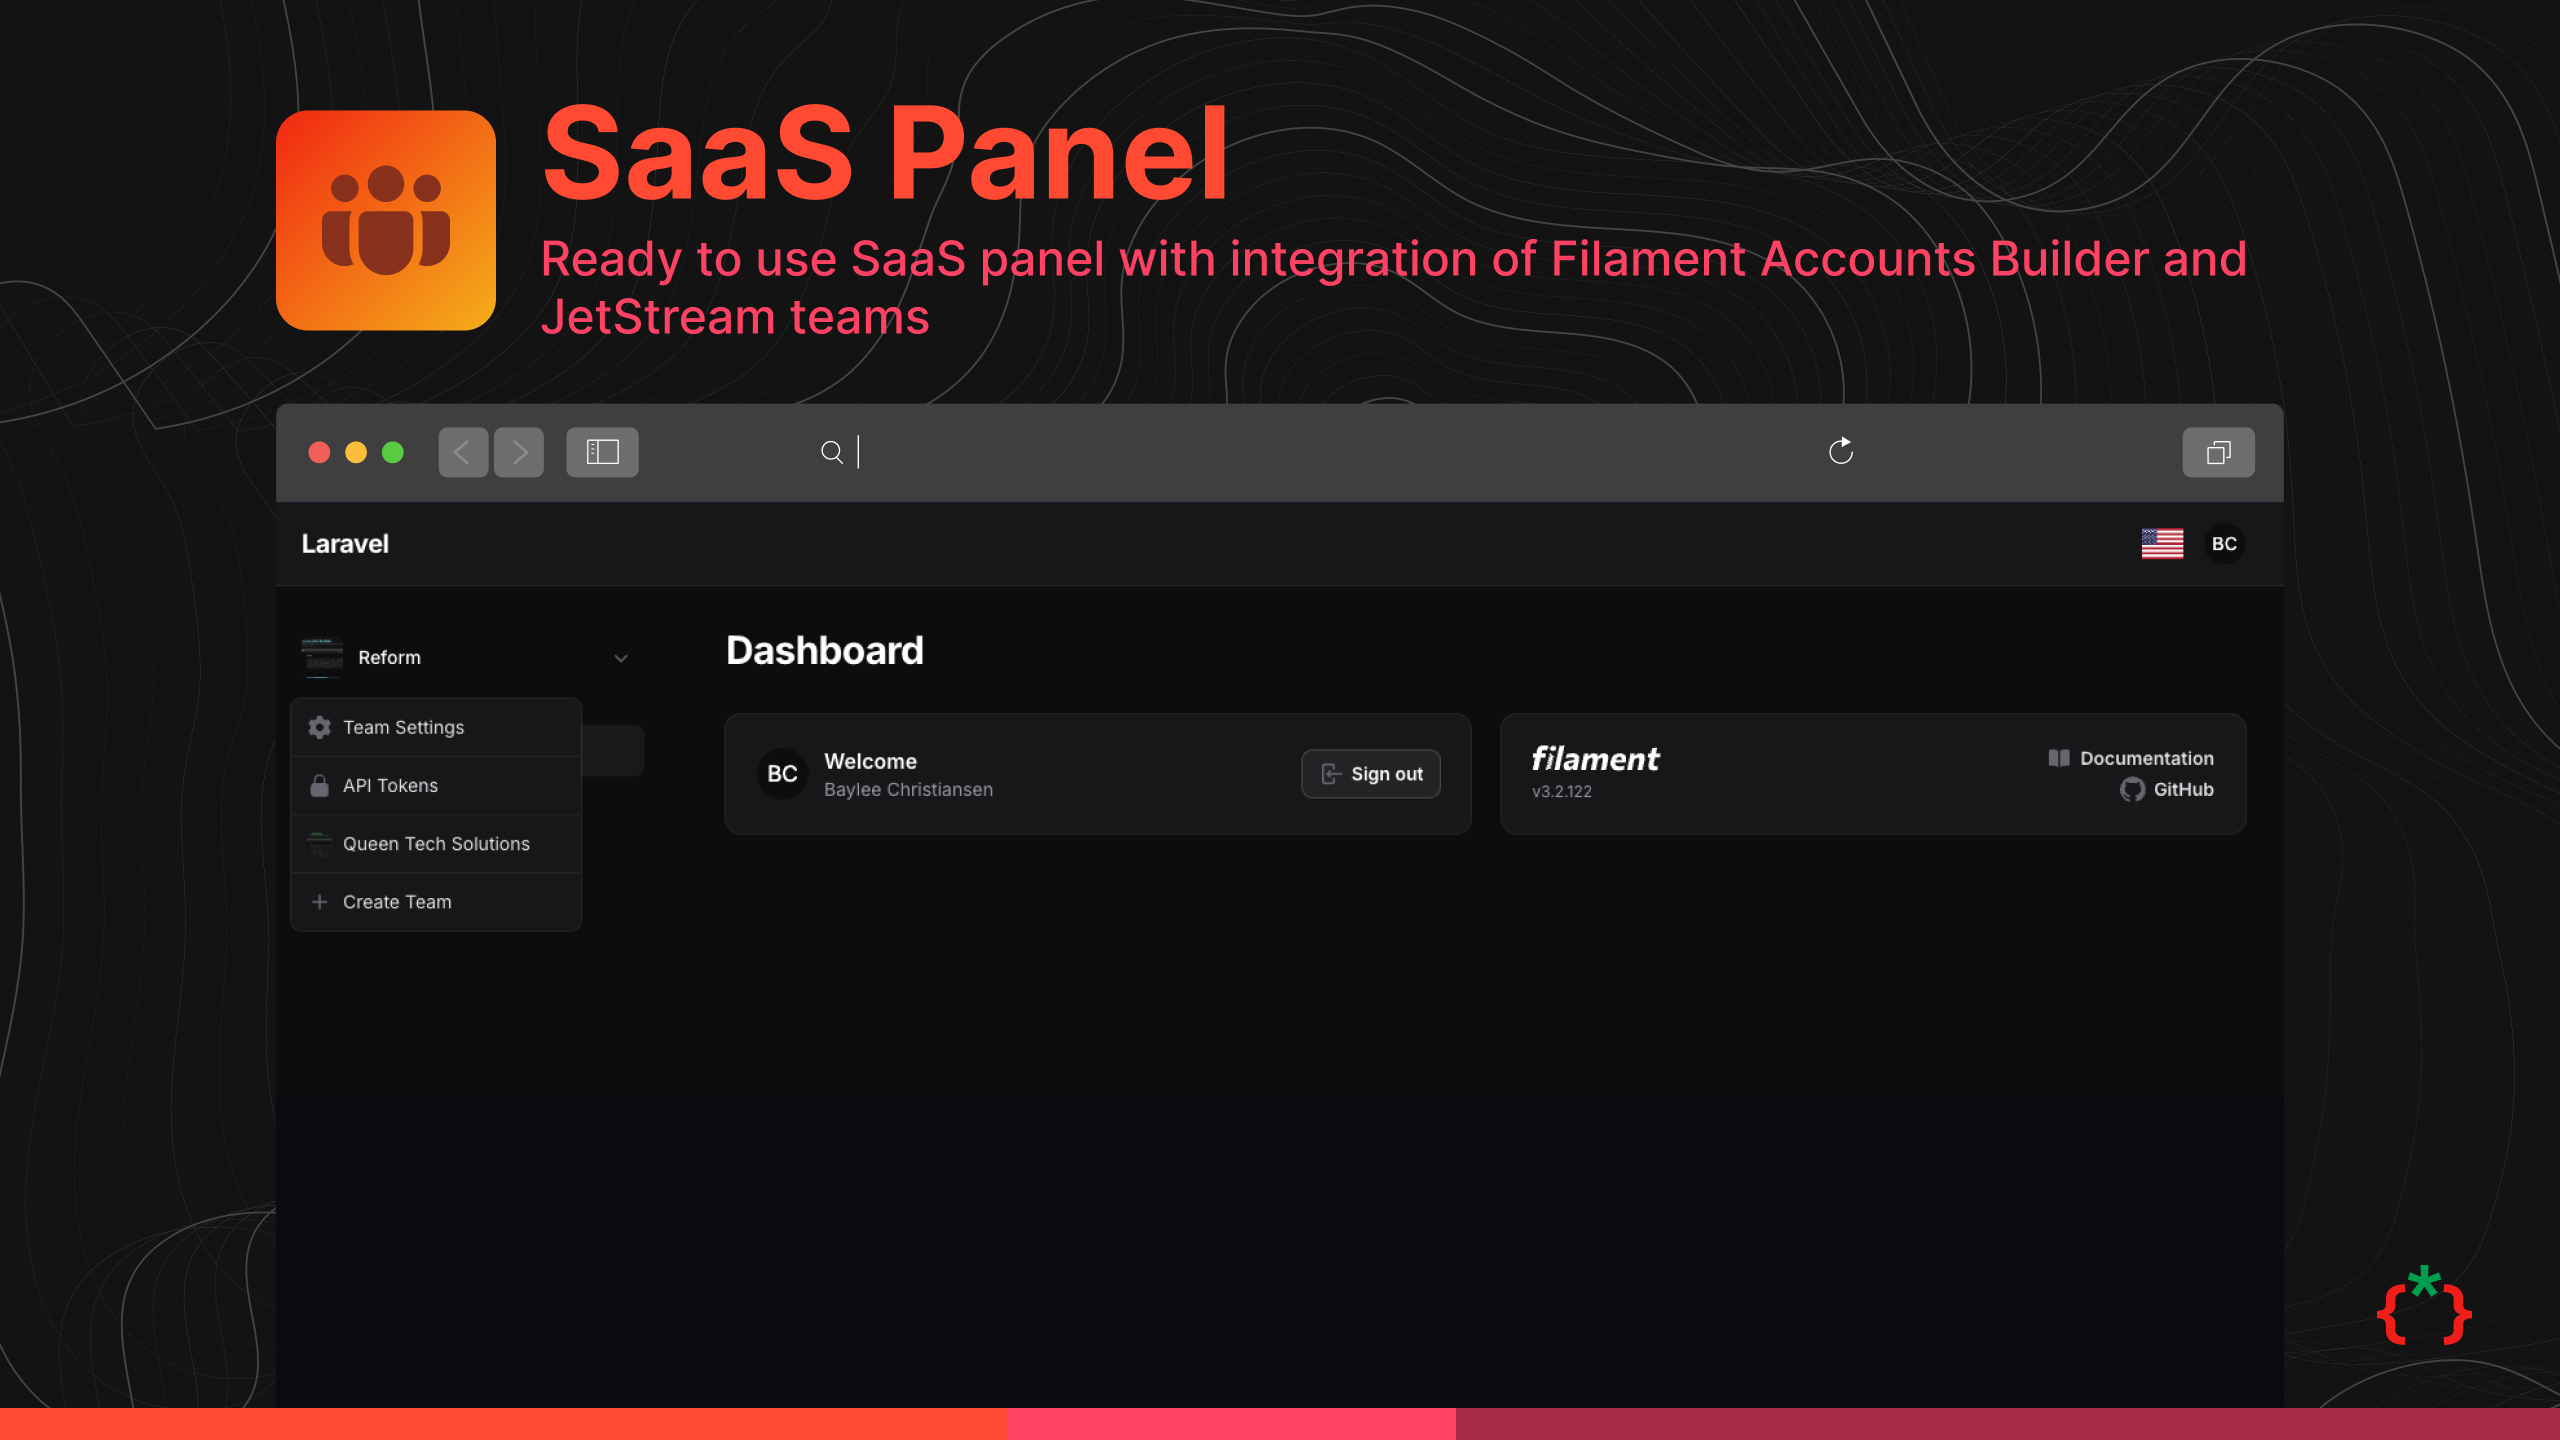 SaaS Panel
Ready to use SaaS panel with integration of Filament Accounts Builder and
JetStream teams
Laravel
BC
Reform
Dashboard
Team Settings
API Tokens
Queen Tech Solutions
Create Team
BC
Welcome
Baylee Christiansen
Sign out
filament
v3.2.122
Documentation
GitHub
{*}